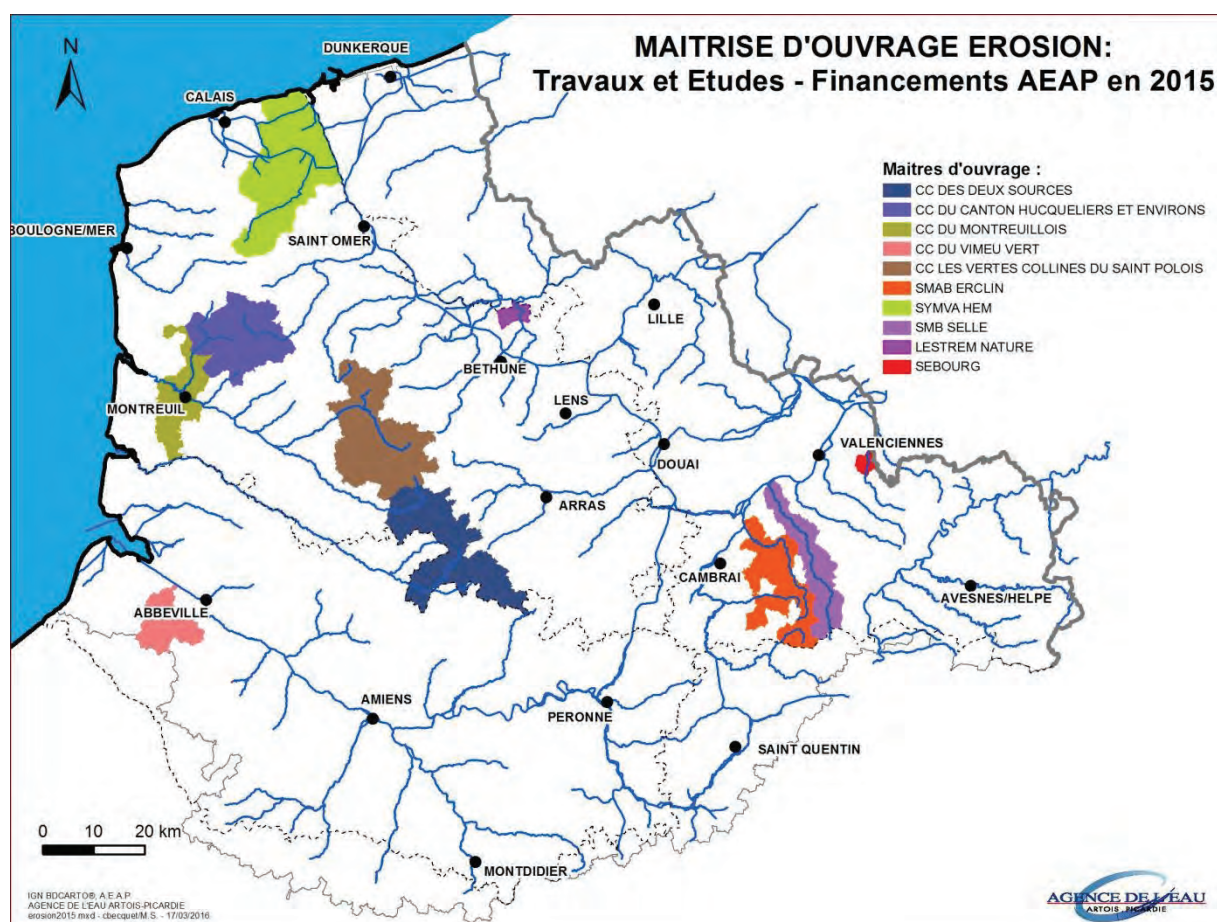 MAITRISE D'OUVRAGE EROSION:
Travaux et Etudes - Financements AEAP en 2015
N
DUNKERQUE
CALAIS
BOULOGNE/MER
SAINT OMER
LILLE
BETHUNE
LENS
MONTREUIL
DOUAI
VALENCIENNES
ARRAS
CAMBRAI
AVESNES/HELPE
ABBEVILLE
AMIENS
PERONNE
SAINT QUENTIN
MONTDIDIER
Maitres d'ouvrage :
CC DES DEUX SOURCES
CC DU CANTON HUCQUELIERS ET ENVIRONS
CC DU MONTREUILLOIS
CC DU VIMEU VERT
CC LES VERTES COLLINES DU SAINT POLOIS
SMAB ERCLIN
SYMVA HEM
SMB SELLE
LESTREM NATURE
SEBOURG
0 10 20 km
IGN BDCARTO®, A.E.A.P.
AGENCE DE L'EAU ARTOIS-PICARDIE
erosion2015 mxd - cbecquet/M.S. - 17/03/2016
AGENCE DE L'EAU
ARTOIS PICARDIE